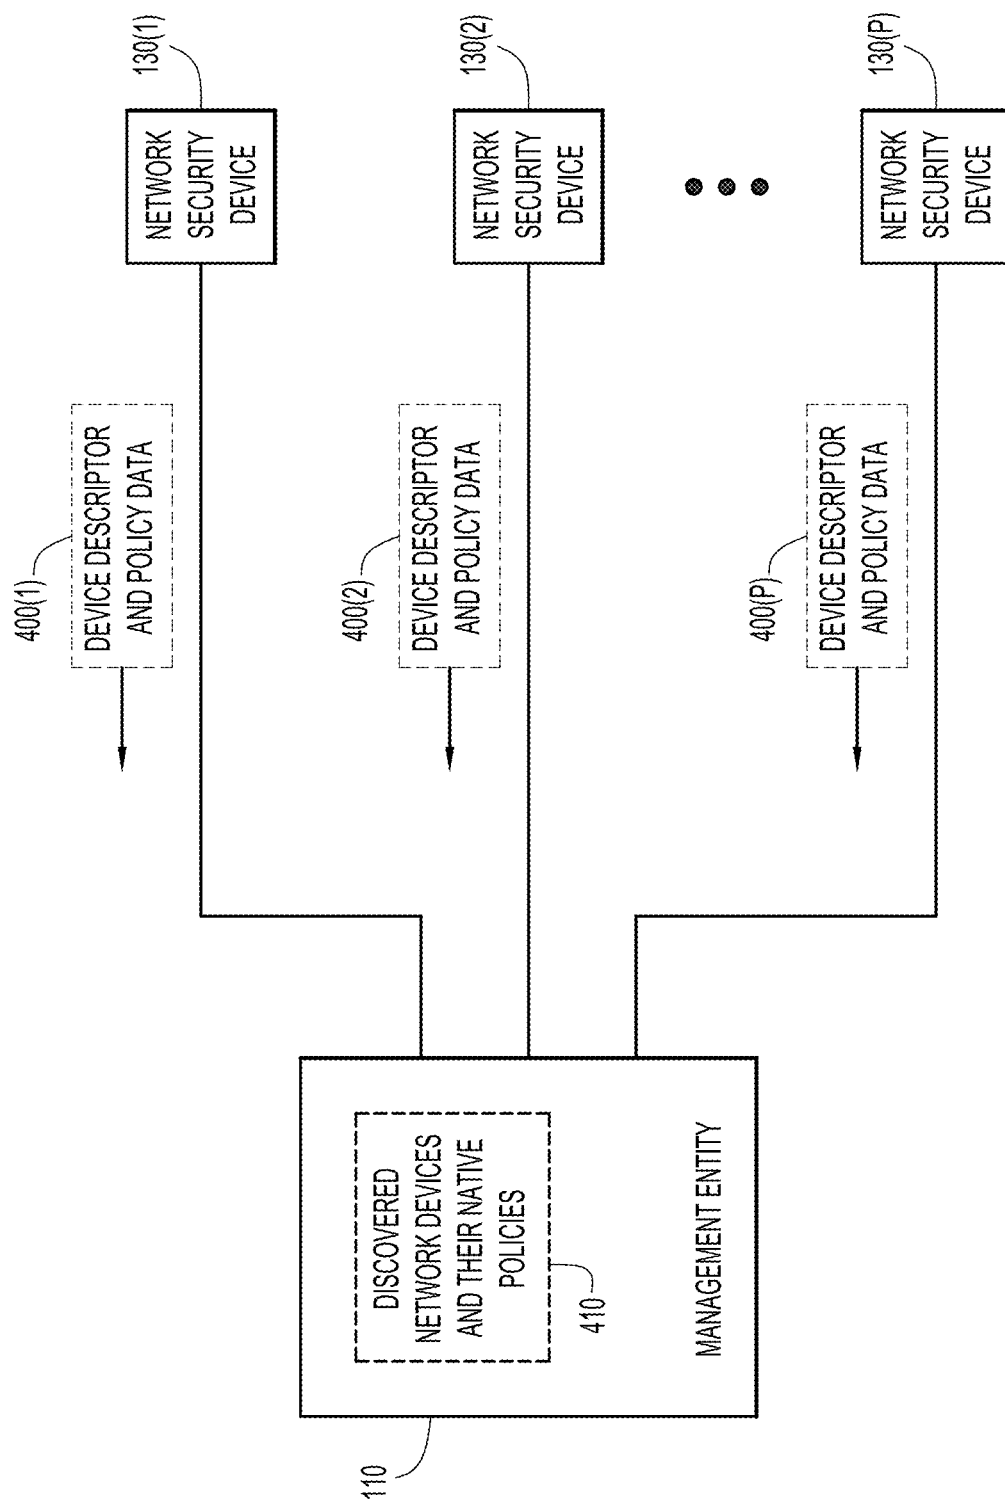 130(1)
NETWORK
SECURITY
DEVICE
400(1)
DEVICE DESCRIPTOR
AND POLICY DATA
130(2)
NETWORK
SECURITY
DEVICE
400(2)
DEVICE DESCRIPTOR
AND POLICY DATA
130(P)
NETWORK
SECURITY
DEVICE
400(P)
DEVICE DESCRIPTOR
AND POLICY DATA
DISCOVERED
NETWORK DEVICES
AND THEIR NATIVE
POLICIES
410
MANAGEMENT ENTITY
110